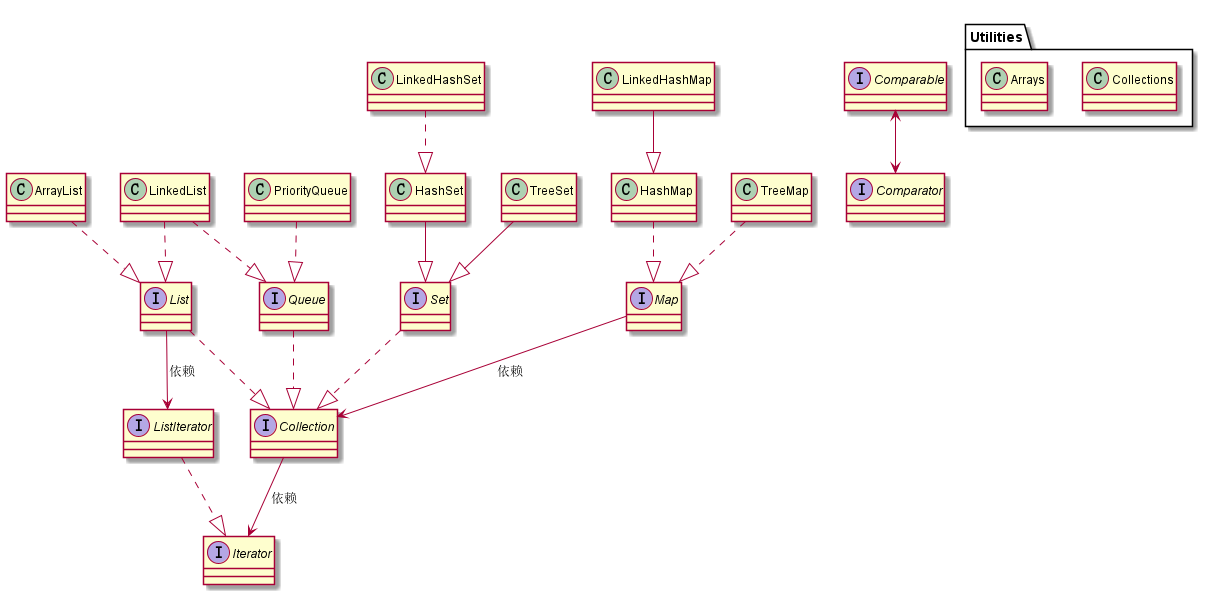 Utilities
C LinkedHashSet
C LinkedHashMap
I Comparable
C Arrays
C Collections
C ArrayList
C LinkedList
C PriorityQueue
C HashSet
C TreeSet
C HashMap
C TreeMap
I Comparator
I List
I Queue
I Set
I Map
依赖
依赖
I ListIterator
I Collection
依赖
I Iterator